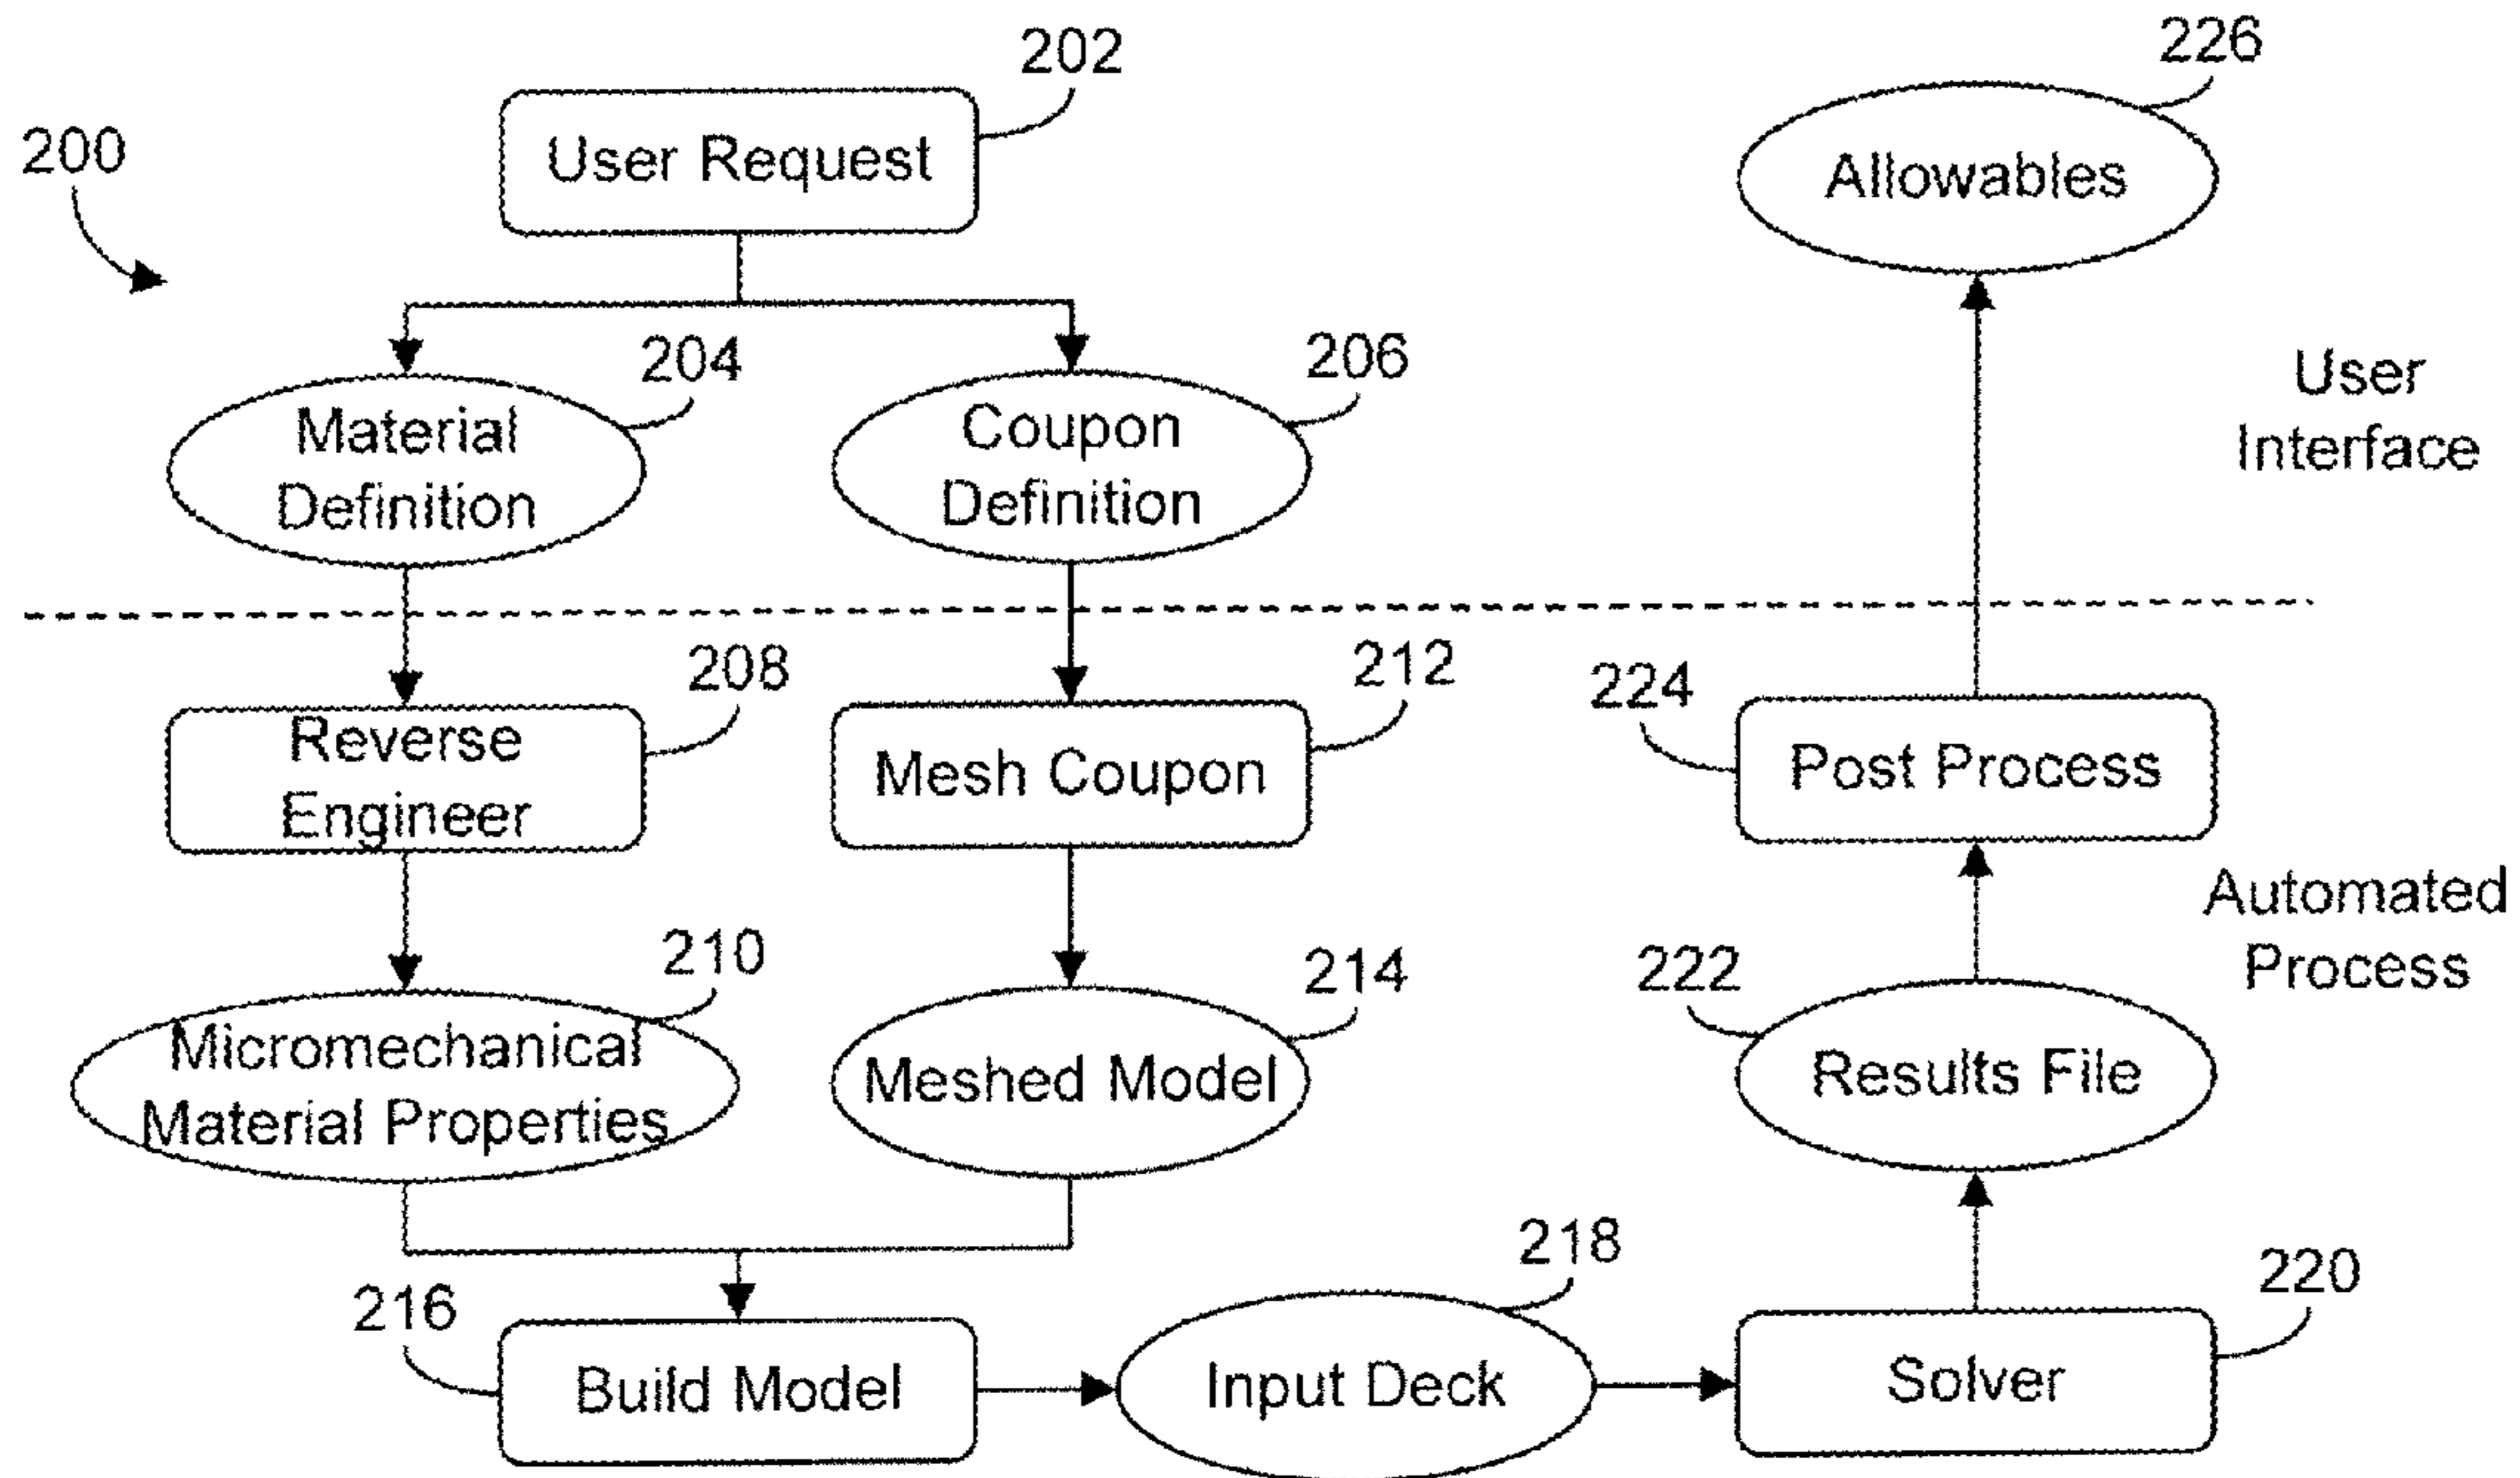 202
226
200
User Request
Allowables
204
206
User
Interface
Material
Definition
Coupon
Definition
208
212
224
Reverse
Engineer
Mesh Coupon
Post Process
Automated
Process
210
214
222
Micromechanical
Material Properties
Meshed Model
Results File
218
220
216
Build Model
Input Deck
Solver